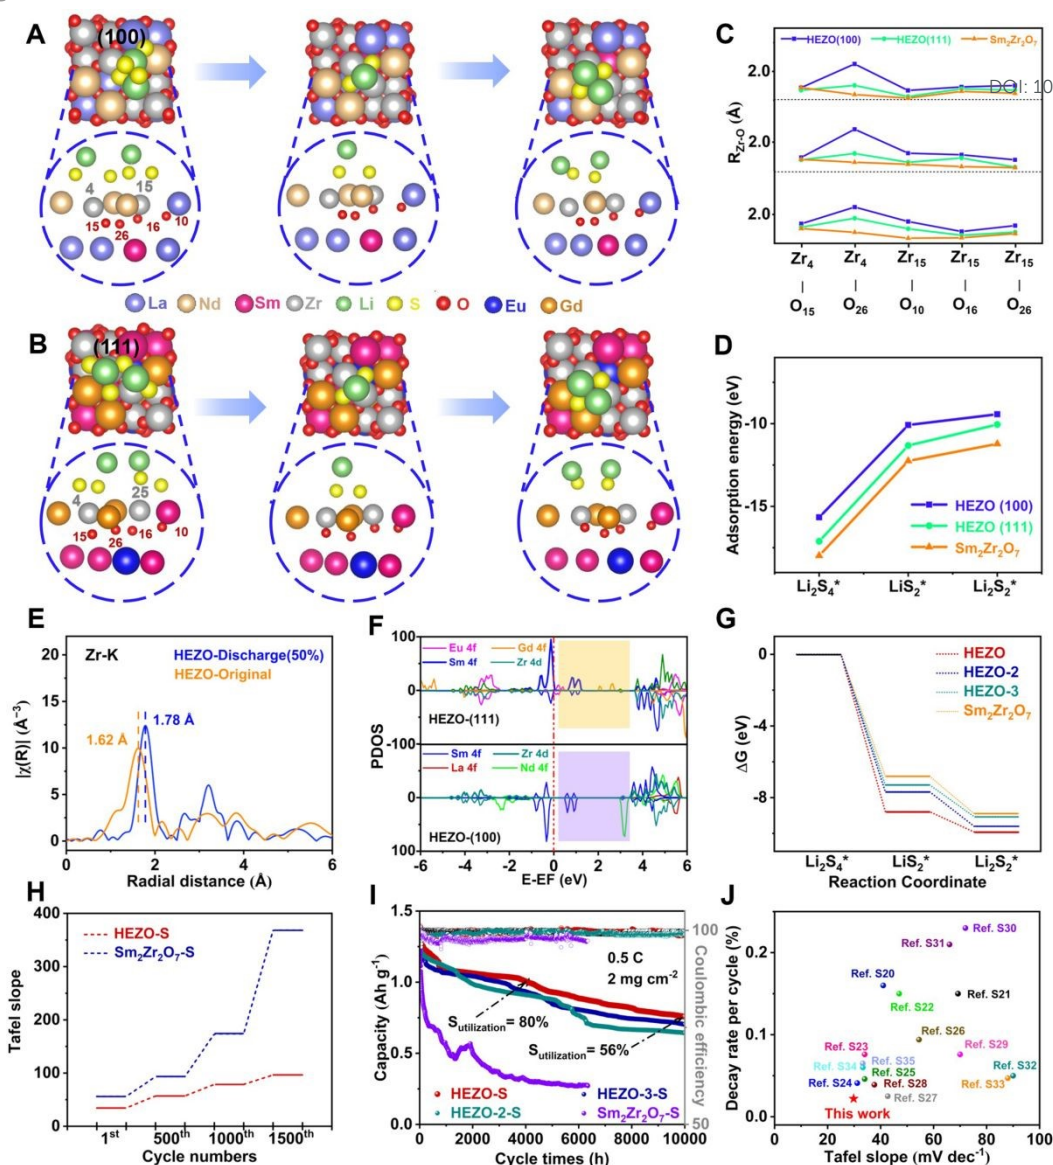 A
(100)
4
15
15
26
16
10
La Nd Sm Zr Li S O Eu Gd
B
(111)
4
25
15
26
16
10
C
HEZO(100) HEZO(111) Sm₂Zr₂O₇
DOI: 10
R_Zr-O (Å)
2.0
2.0
2.0
Zr₄ Zr₄ Zr₁₅ Zr₁₅ Zr₁₅
| | | | |
O₁₅ O₂₆ O₁₀ O₁₆ O₂₆
D
Adsorption energy (eV)
-10
-15
HEZO (100)
HEZO (111)
Sm₂Zr₂O₇
Li₂S₄* LiS₂* Li₂S₂*
E
Zr-K
HEZO-Discharge(50%)
HEZO-Original
1.78 Å
1.62 Å
|χ(R)| (Å⁻³)
20
15
10
5
0
0 2 4 6
Radial distance (Å)
F
PDOS
100
0
-100
0
100
Eu 4f Gd 4f
Sm 4f Zr 4d
HEZO-(111)
Sm 4f Zr 4d
La 4f Nd 4f
HEZO-(100)
-6 -4 -2 0 2 4 6
E-EF (eV)
G
ΔG (eV)
0
-4
-8
HEZO
HEZO-2
HEZO-3
Sm₂Zr₂O₇
Li₂S₄* LiS₂* Li₂S₂*
Reaction Coordinate
H
Tafel slope
400
300
200
100
0
HEZO-S
Sm₂Zr₂O₇-S
1ˢᵗ 500ᵗʰ 1000ᵗʰ 1500ᵗʰ
Cycle numbers
I
Capacity (Ah g⁻¹)
1.5
1.0
0.5
0.0
0.5 C
2 mg cm⁻²
S_utilization = 80%
S_utilization = 56%
HEZO-S HEZO-3-S
HEZO-2-S Sm₂Zr₂O₇-S
0 2000 4000 6000 8000 10000
Cycle times (h)
100
50
Coulombic efficiency
J
Decay rate per cycle (%)
0.2
0.1
0.0
Ref. S30
Ref. S31
Ref. S20
Ref. S22
Ref. S21
Ref. S26
Ref. S23
Ref. S29
Ref. S34
Ref. S35
Ref. S25
Ref. S32
Ref. S24
Ref. S28
Ref. S33
Ref. S27
This work
20 40 60 80 100
Tafel slope (mV dec⁻¹)